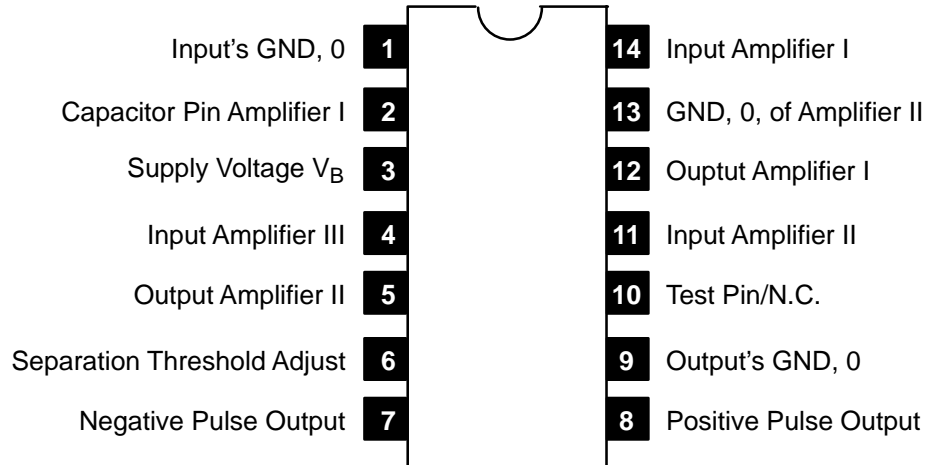 Input's GND, 0 1
Capacitor Pin Amplifier I 2
Supply Voltage VB 3
Input Amplifier III 4
Output Amplifier II 5
Separation Threshold Adjust 6
Negative Pulse Output 7
14 Input Amplifier I
13 GND, 0, of Amplifier II
12 Ouptut Amplifier I
11 Input Amplifier II
10 Test Pin/N.C.
9 Output's GND, 0
8 Positive Pulse Output